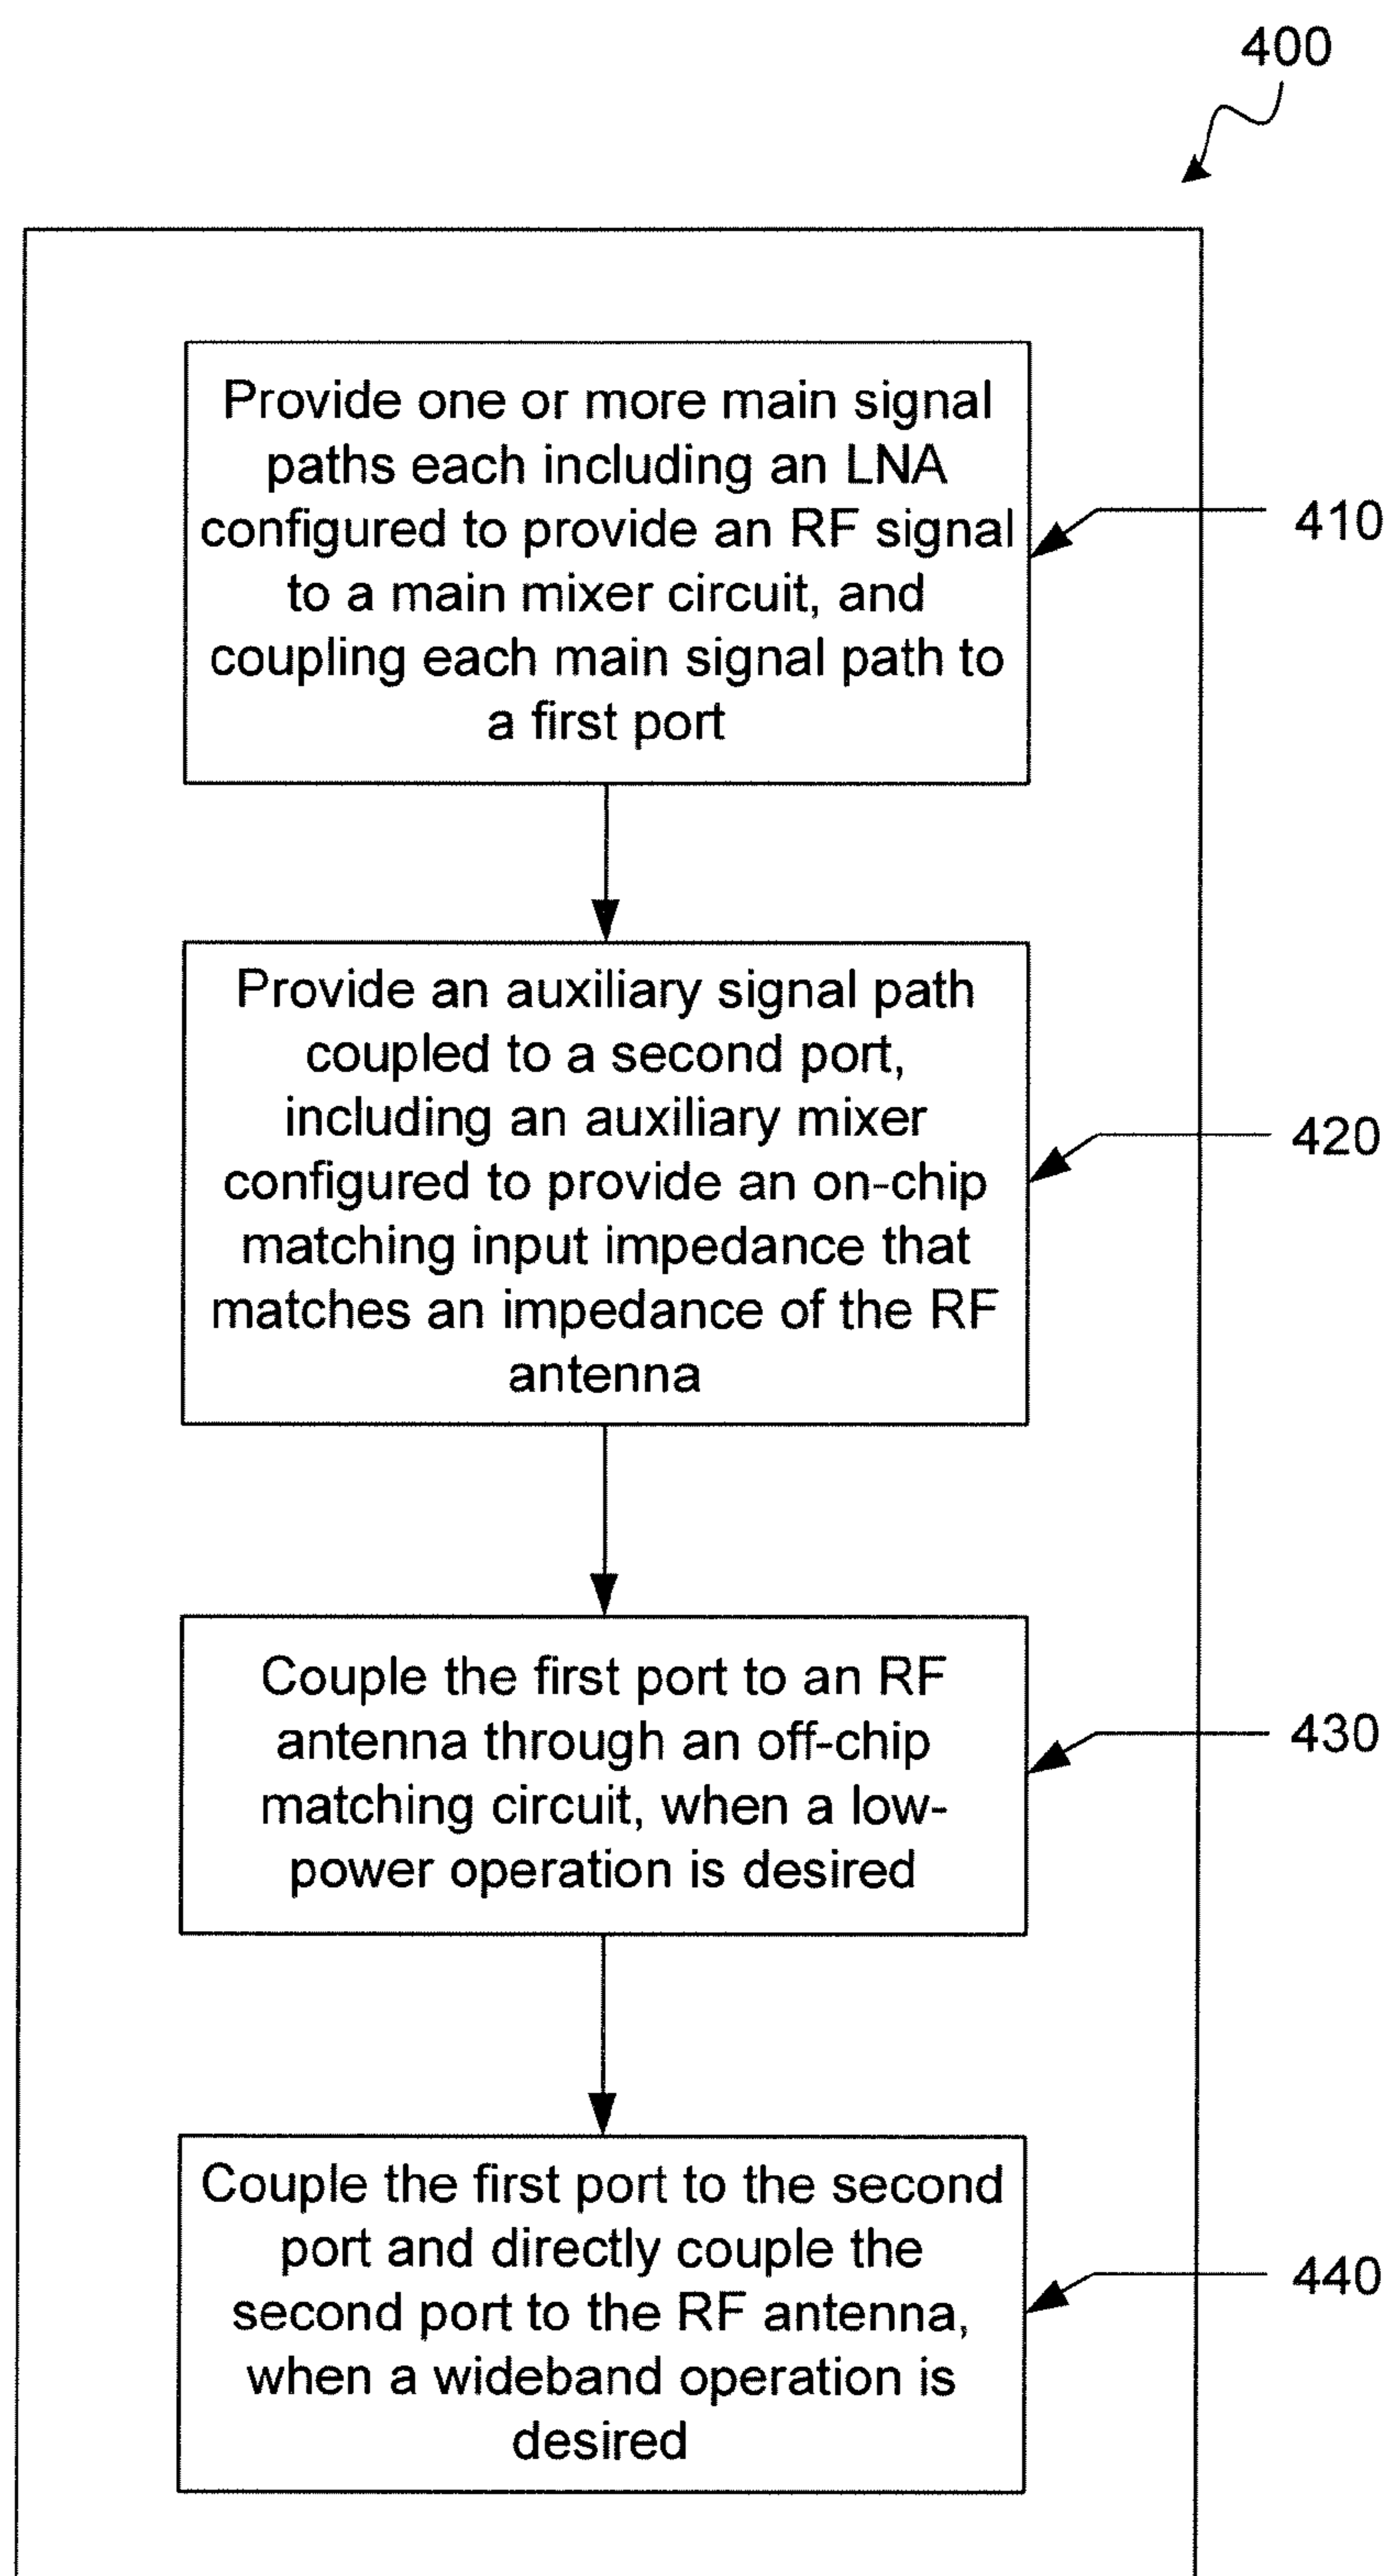 400
Provide one or more main signal
paths each including an LNA
configured to provide an RF signal
to a main mixer circuit, and
coupling each main signal path to
a first port
410
Provide an auxiliary signal path
coupled to a second port,
including an auxiliary mixer
configured to provide an on-chip
matching input impedance that
matches an impedance of the RF
antenna
420
Couple the first port to an RF
antenna through an off-chip
matching circuit, when a low-
power operation is desired
430
Couple the first port to the second
port and directly couple the
second port to the RF antenna,
when a wideband operation is
desired
440